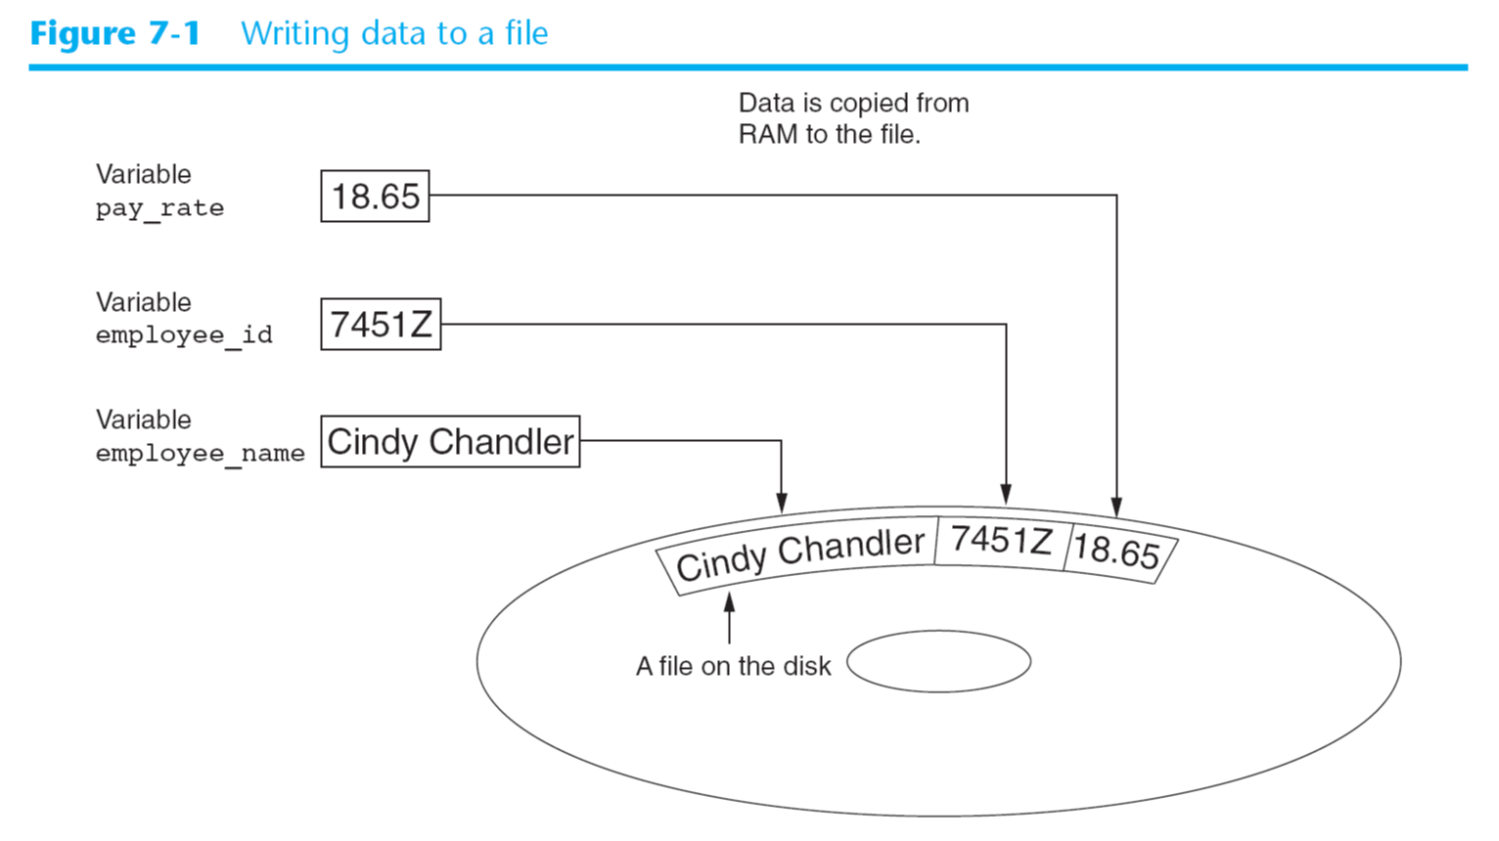 Figure 7-1 Writing data to a file
Data is copied from
RAM to the file.
Variable
pay_rate
18.65
Variable
employee_id
7451Z
Variable
employee_name
Cindy Chandler
Cindy Chandler 7451Z 18.65
A file on the disk